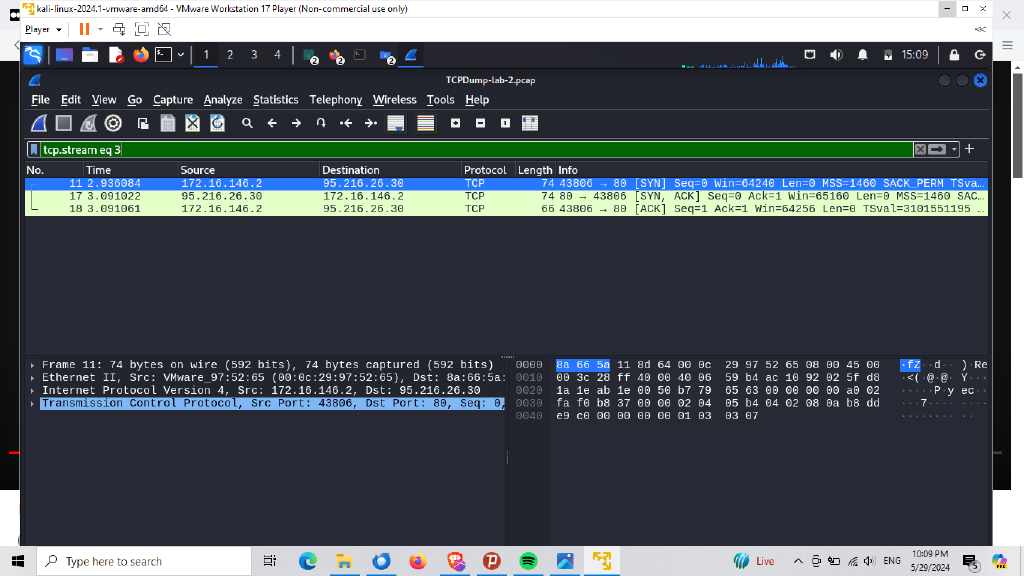 kali-linux-2024.1-vmware-amd64 - VMware Workstation 17 Player (Non-commercial use only)
Player
1 2 3 4 2 2 2 15:09
TCPDump-lab-2.pcap
File Edit View Go Capture Analyze Statistics Telephony Wireless Tools Help
tcp.stream eq 3
No. Time Source Destination Protocol Length Info
11 2.936084 172.16.146.2 95.216.26.30 TCP 74 43806 → 80 [SYN] Seq=0 Win=64240 Len=0 MSS=1460 SACK_PERM TSva…
17 3.091022 95.216.26.30 172.16.146.2 TCP 74 80 → 43806 [SYN, ACK] Seq=0 Ack=1 Win=65160 Len=0 MSS=1460 SAC…
18 3.091061 172.16.146.2 95.216.26.30 TCP 66 43806 → 80 [ACK] Seq=1 Ack=1 Win=64256 Len=0 TSval=3101551195 …
Frame 11: 74 bytes on wire (592 bits), 74 bytes captured (592 bits)
Ethernet II, Src: VMware_97:52:65 (00:0c:29:97:52:65), Dst: 8a:66:5a:
Internet Protocol Version 4, Src: 172.16.146.2, Dst: 95.216.26.30
Transmission Control Protocol, Src Port: 43806, Dst Port: 80, Seq: 0,
0000 8a 66 5a 11 8d 64 00 0c 29 97 52 65 08 00 45 00 ·fZ··d·· )·Re
0010 00 3c 28 ff 40 00 40 06 59 b4 ac 10 92 02 5f d8 ·<(·@·@· Y···
0020 1a 1e ab 1e 00 50 b7 79 65 63 00 00 00 00 a0 02 ·····P·y ec··
0030 fa f0 b8 37 00 00 02 04 05 b4 04 02 08 0a b8 dd ···7···· ····
0040 e9 c0 00 00 00 00 01 03 03 07 ········ ··
Type here to search
Live
ENG
10:09 PM
5/29/2024
5